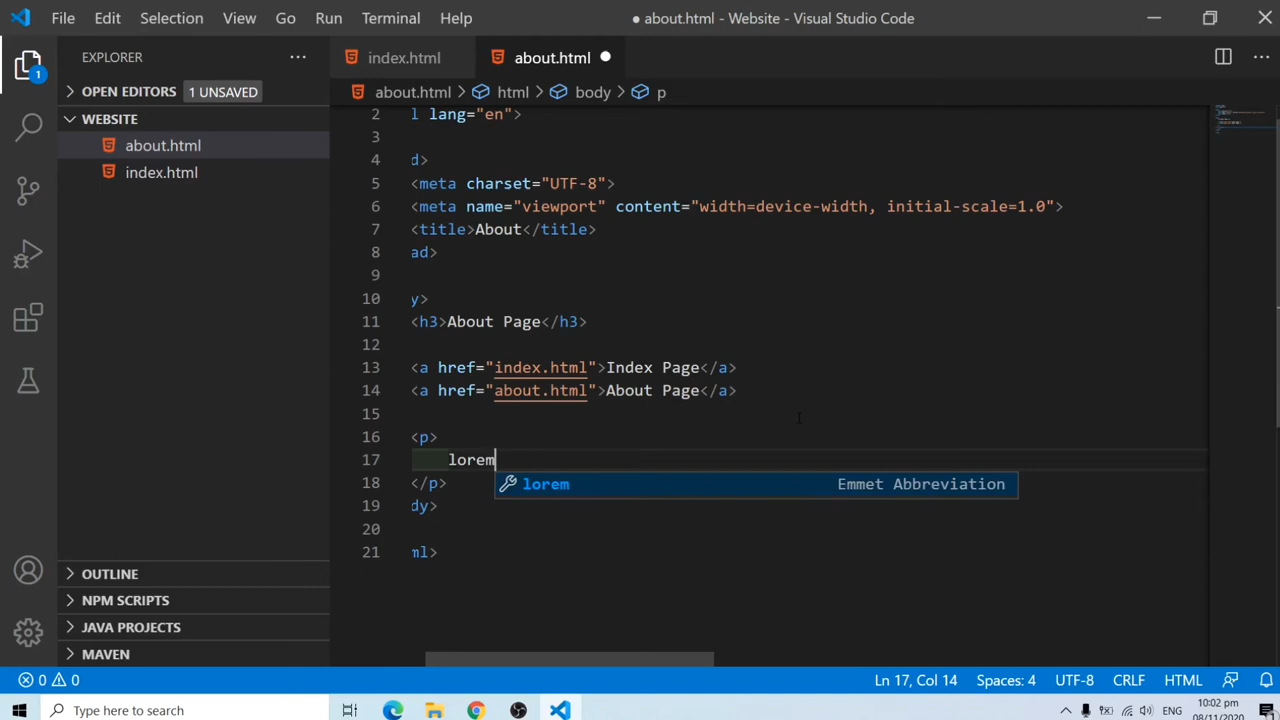 File Edit Selection View Go Run Terminal Help ● about.html - Website - Visual Studio Code
EXPLORER ···
index.html about.html
1
OPEN EDITORS 1 UNSAVED
about.html > html > body > p
WEBSITE
about.html
index.html
2 l lang="en">
3
4 d>
5 <meta charset="UTF-8">
6 <meta name="viewport" content="width=device-width, initial-scale=1.0">
7 <title>About</title>
8 ad>
9
10 y>
11 <h3>About Page</h3>
12
13 <a href="index.html">Index Page</a>
14 <a href="about.html">About Page</a>
15
16 <p>
17 lorem
lorem Emmet Abbreviation
18 </p>
19 dy>
20
21 ml>
OUTLINE
NPM SCRIPTS
JAVA PROJECTS
MAVEN
0 0 Ln 17, Col 14 Spaces: 4 UTF-8 CRLF HTML
Type here to search ENG 10:02 pm
08/11/2020